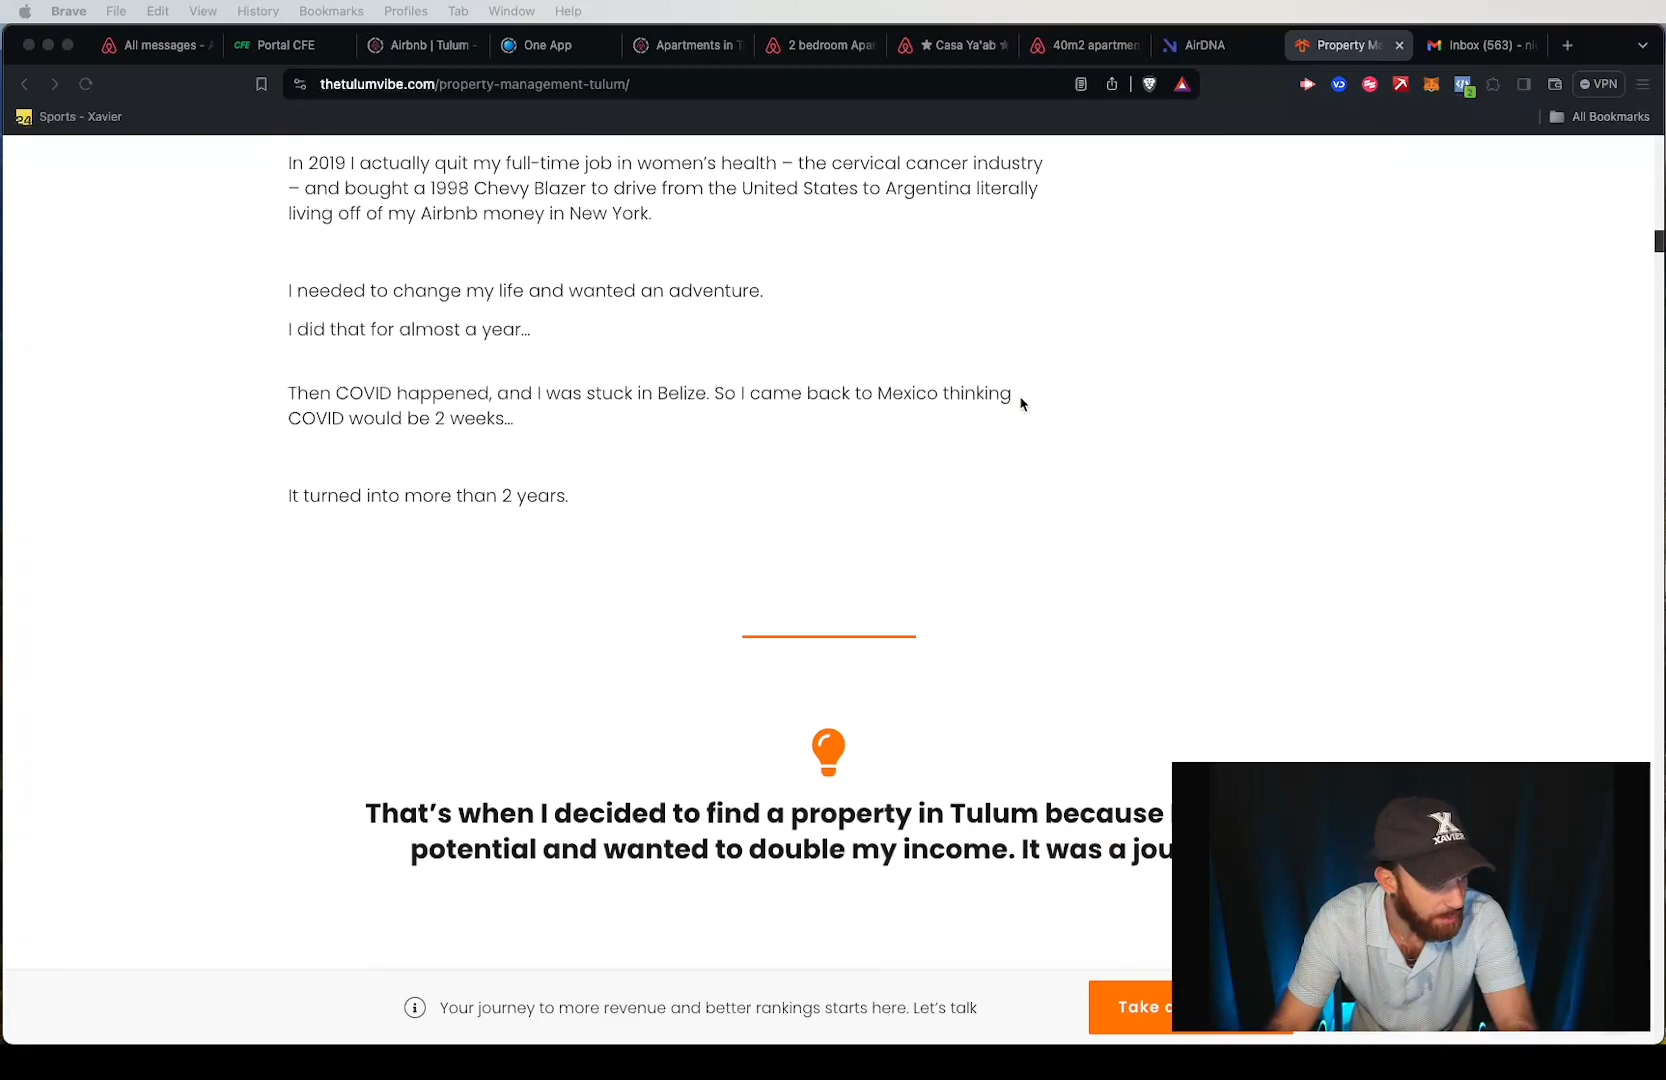 Brave File Edit View History Bookmarks Profiles Tab Window Help
All messages - CFE Portal CFE Airbnb | Tulum - One App Apartments in 2 bedroom Apar ★ Casa Ya'ab 40m2 apartmen AirDNA Property M Inbox (563) - ni
thetulumvibe.com/property-management-tulum/
2
VPN
24 Sports - Xavier
All Bookmarks
In 2019 I actually quit my full-time job in women's health – the cervical cancer industry
– and bought a 1998 Chevy Blazer to drive from the United States to Argentina literally
living off of my Airbnb money in New York.
I needed to change my life and wanted an adventure.
I did that for almost a year...
Then COVID happened, and I was stuck in Belize. So I came back to Mexico thinking
COVID would be 2 weeks...
It turned into more than 2 years.
That's when I decided to find a property in Tulum because
potential and wanted to double my income. It was a jou
X
XAVIER
Your journey to more revenue and better rankings starts here. Let's talk
Take